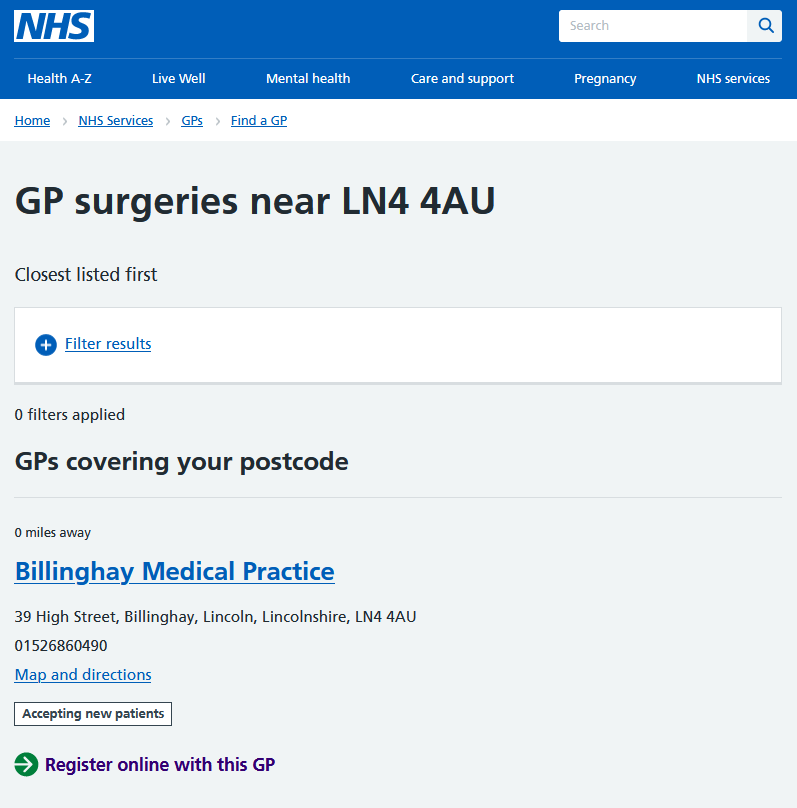 NHS
Search
Health A-Z
Live Well
Mental health
Care and support
Pregnancy
NHS services
Home
NHS Services
GPs
Find a GP
GP surgeries near LN4 4AU
Closest listed first
Filter results
0 filters applied
GPs covering your postcode
0 miles away
Billinghay Medical Practice
39 High Street, Billinghay, Lincoln, Lincolnshire, LN4 4AU
01526860490
Map and directions
Accepting new patients
Register online with this GP